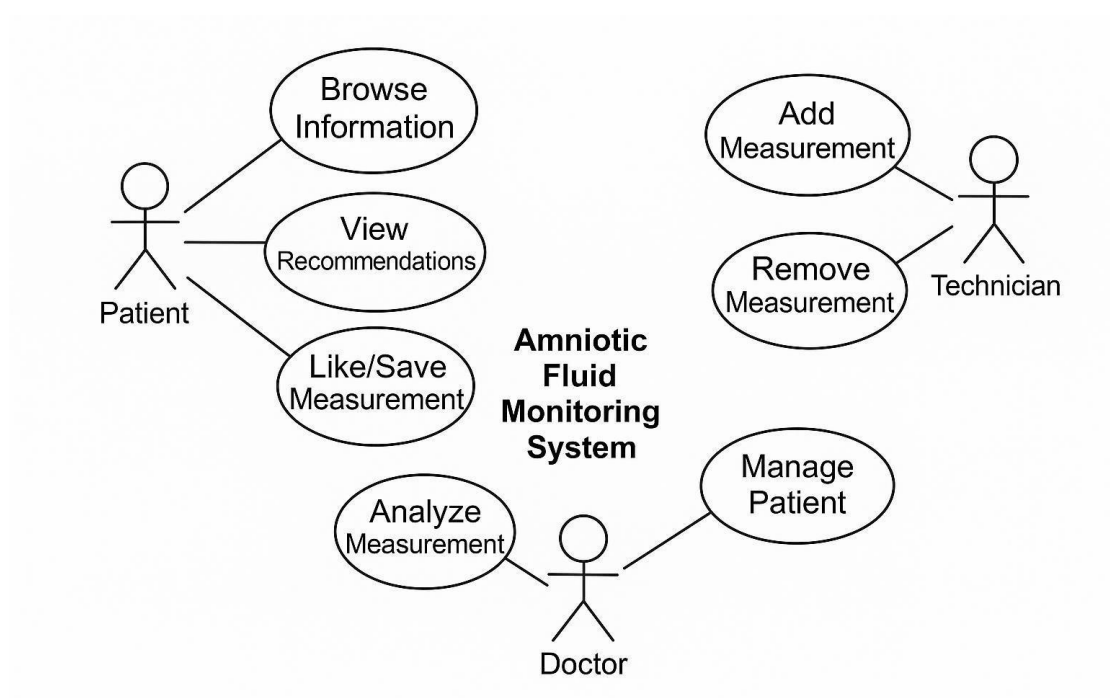 Browse
Information
View
Recommendations
Like/Save
Measurement
Patient
Add
Measurement
Remove
Measurement
Technician
Amniotic
Fluid
Monitoring
System
Analyze
Measurement
Manage
Patient
Doctor